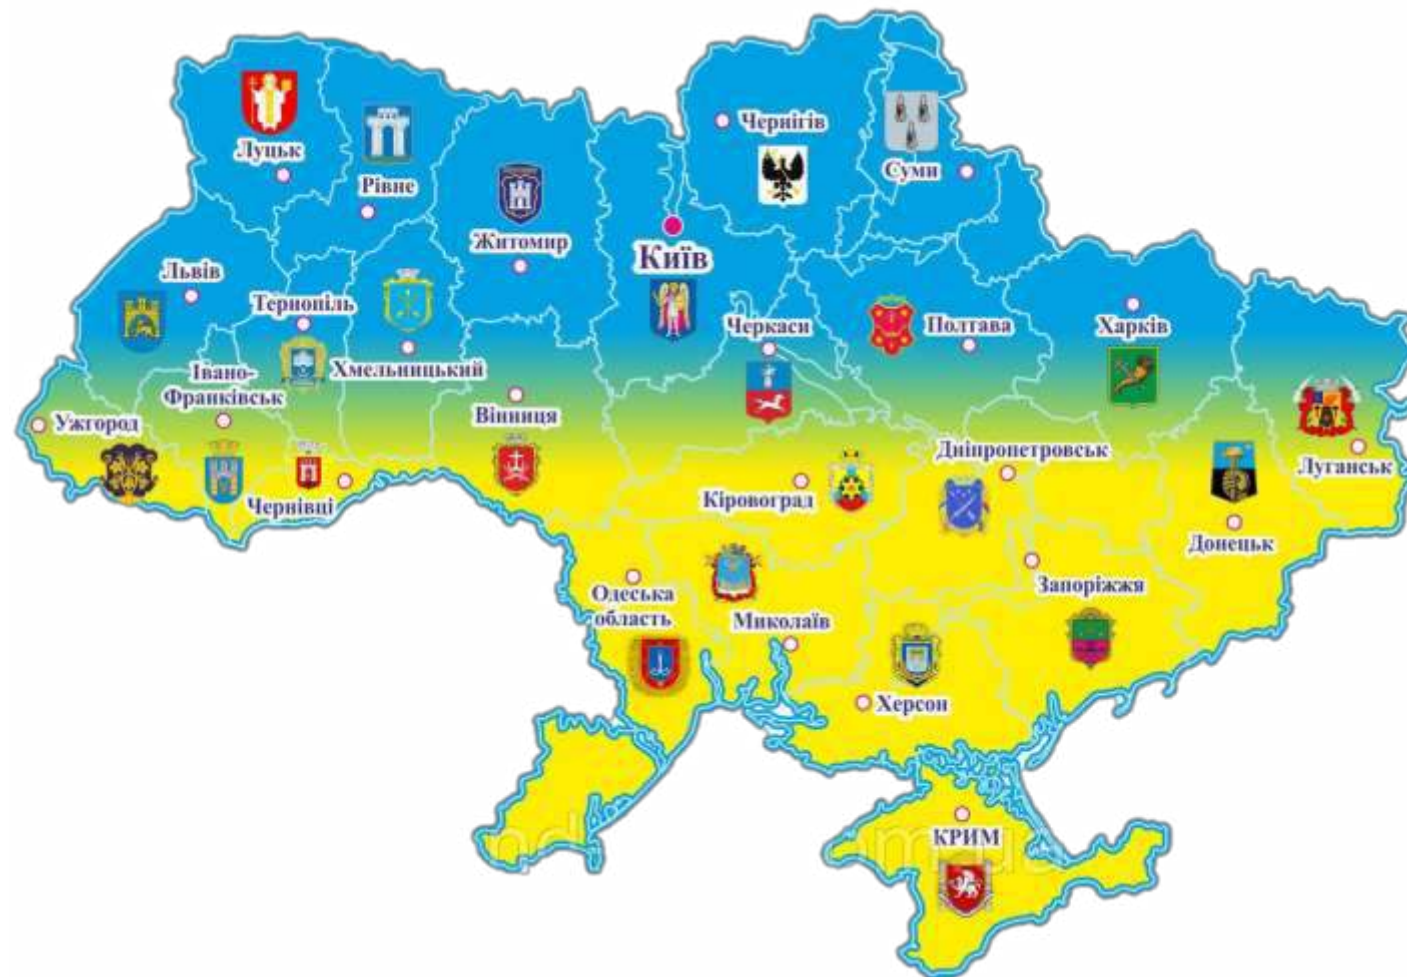 Чернігів
Луцьк
Суми
Рівне
Житомир
Київ
Львів
Тернопіль
Черкаси
Полтава
Харків
Хмельницький
Івано-
Франківськ
Вінниця
Ужгород
Дніпропетровськ
Луганськ
Кіровоград
Чернівці
Донецьк
Запоріжжя
Одеська
область
Миколаїв
Херсон
КРИМ